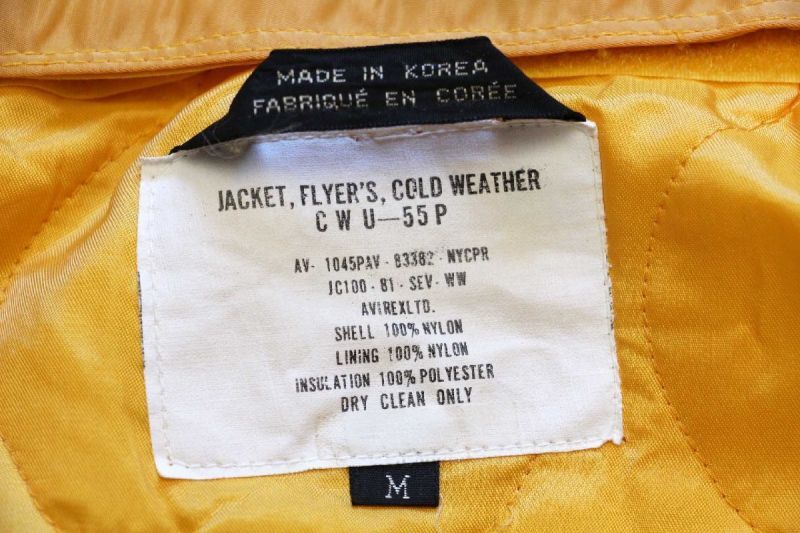 MADE IN KOREA
FABRIQUÉ EN CORÉE
JACKET, FLYER'S, COLD WEATHER
CWU-55P
AV- 1045PAV - 83382 - NYCPR
JC100 - 81 - SEV - WW
AVIREXLTD.
SHELL 100% NYLON
LINING 100% NYLON
INSULATION 100% POLYESTER
DRY CLEAN ONLY
M